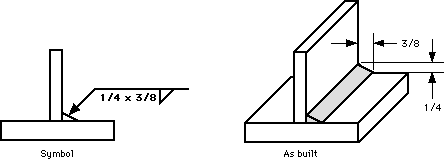 1/4 x 3/8
Symbol
3/8
1/4
As built